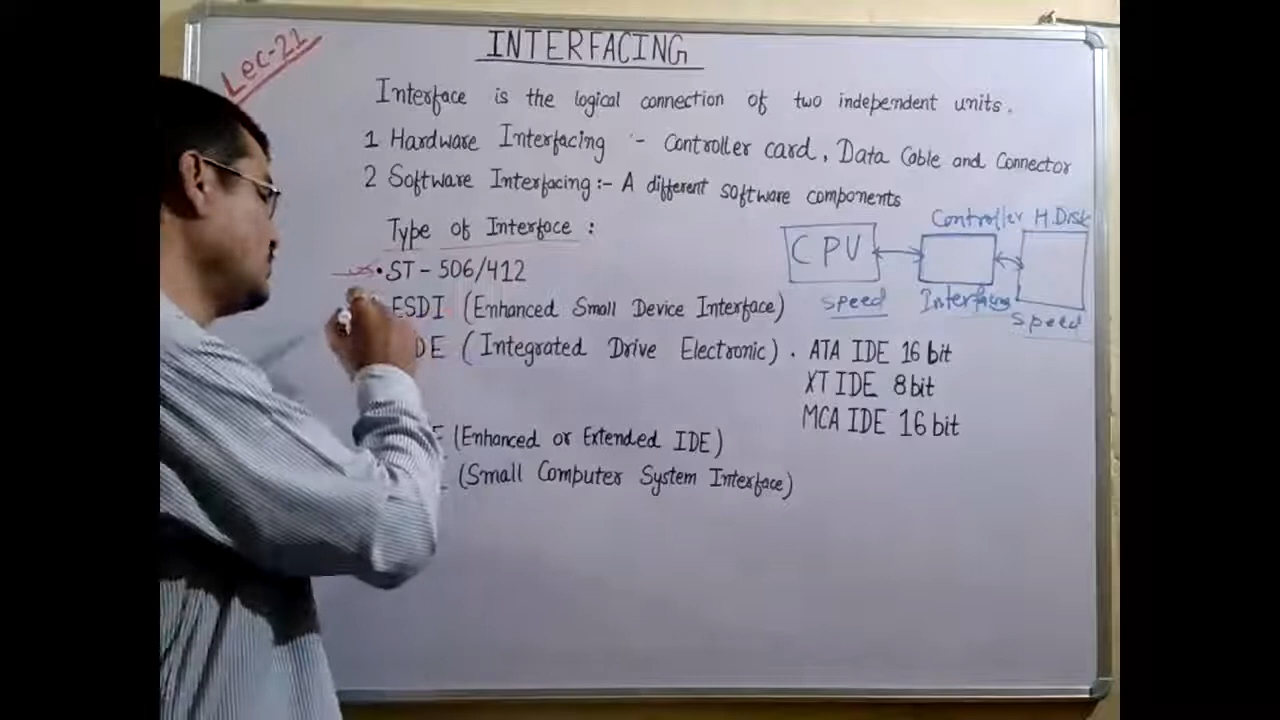 Lec-21
INTERFACING
Interface is the logical connection of two independent units.
1 Hardware Interfacing :- Controller card, Data Cable and Connector
2 Software Interfacing :- A different software components
Type of Interface :
• ST - 506/412
ESDI (Enhanced Small Device Interface)
DE (Integrated Drive Electronic). ATA IDE 16 bit
XT IDE 8bit
MCA IDE 16 bit
E (Enhanced or Extended IDE)
(Small Computer System Interface)
Controller H.Disk
CPU
Speed Interfacing Speed